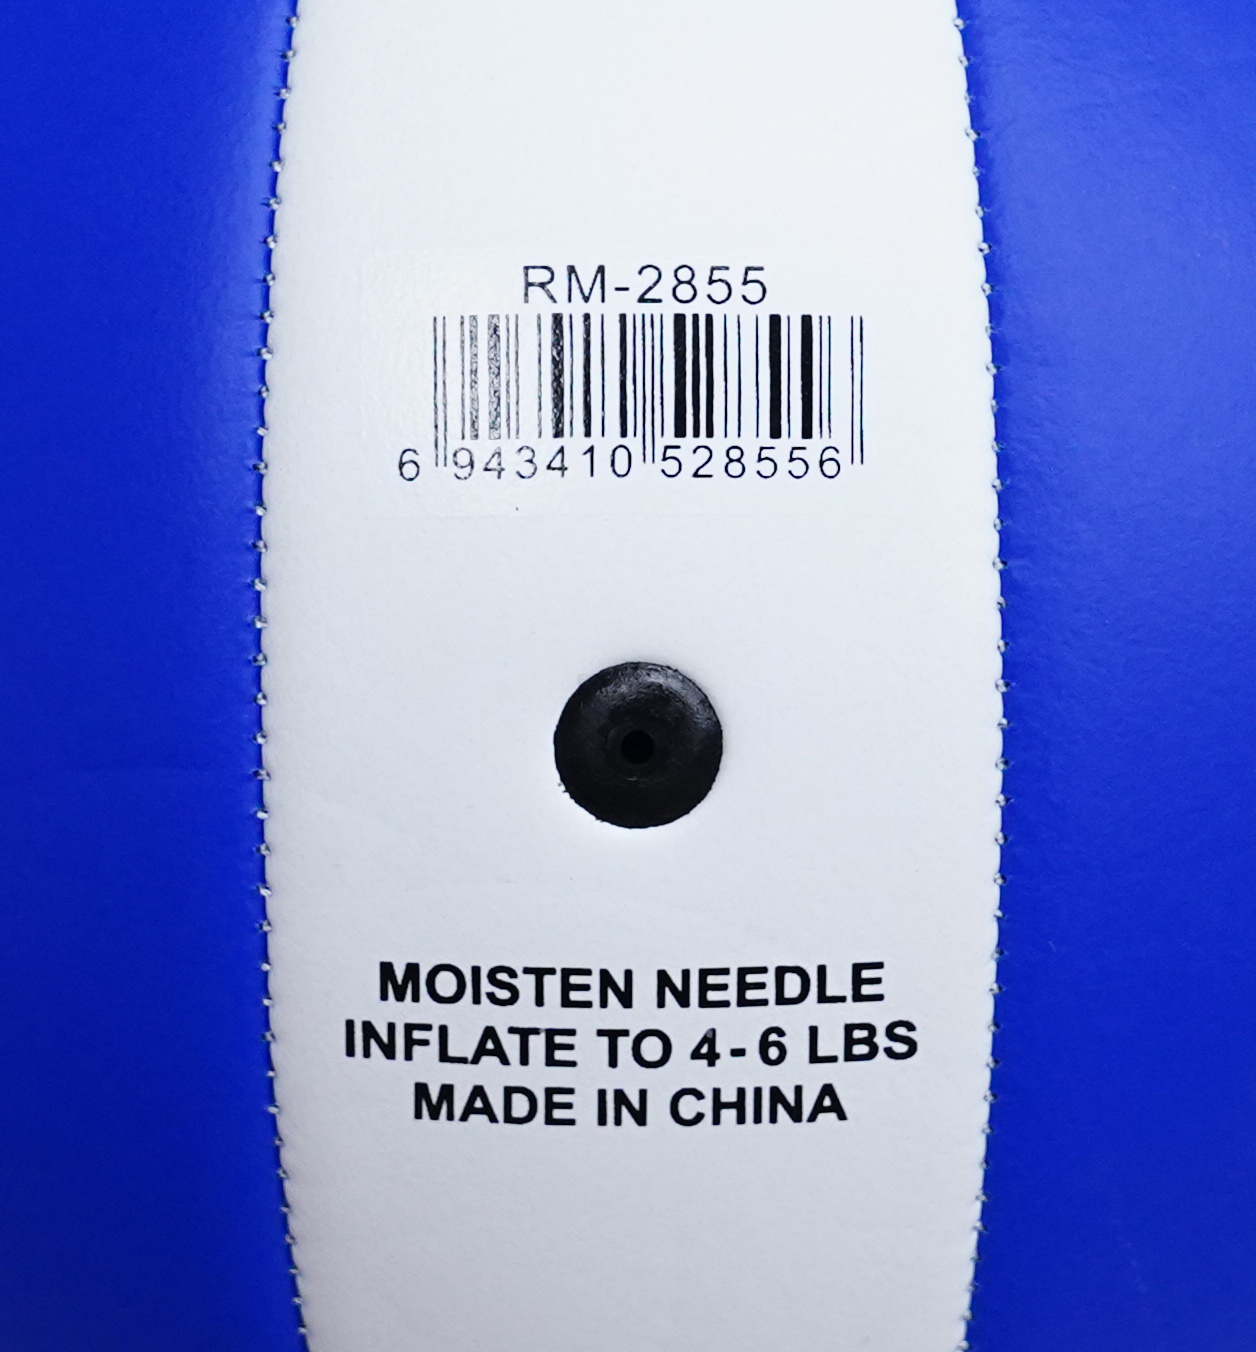 RM-2855
6 943410 528556
MOISTEN NEEDLE
INFLATE TO 4-6 LBS
MADE IN CHINA